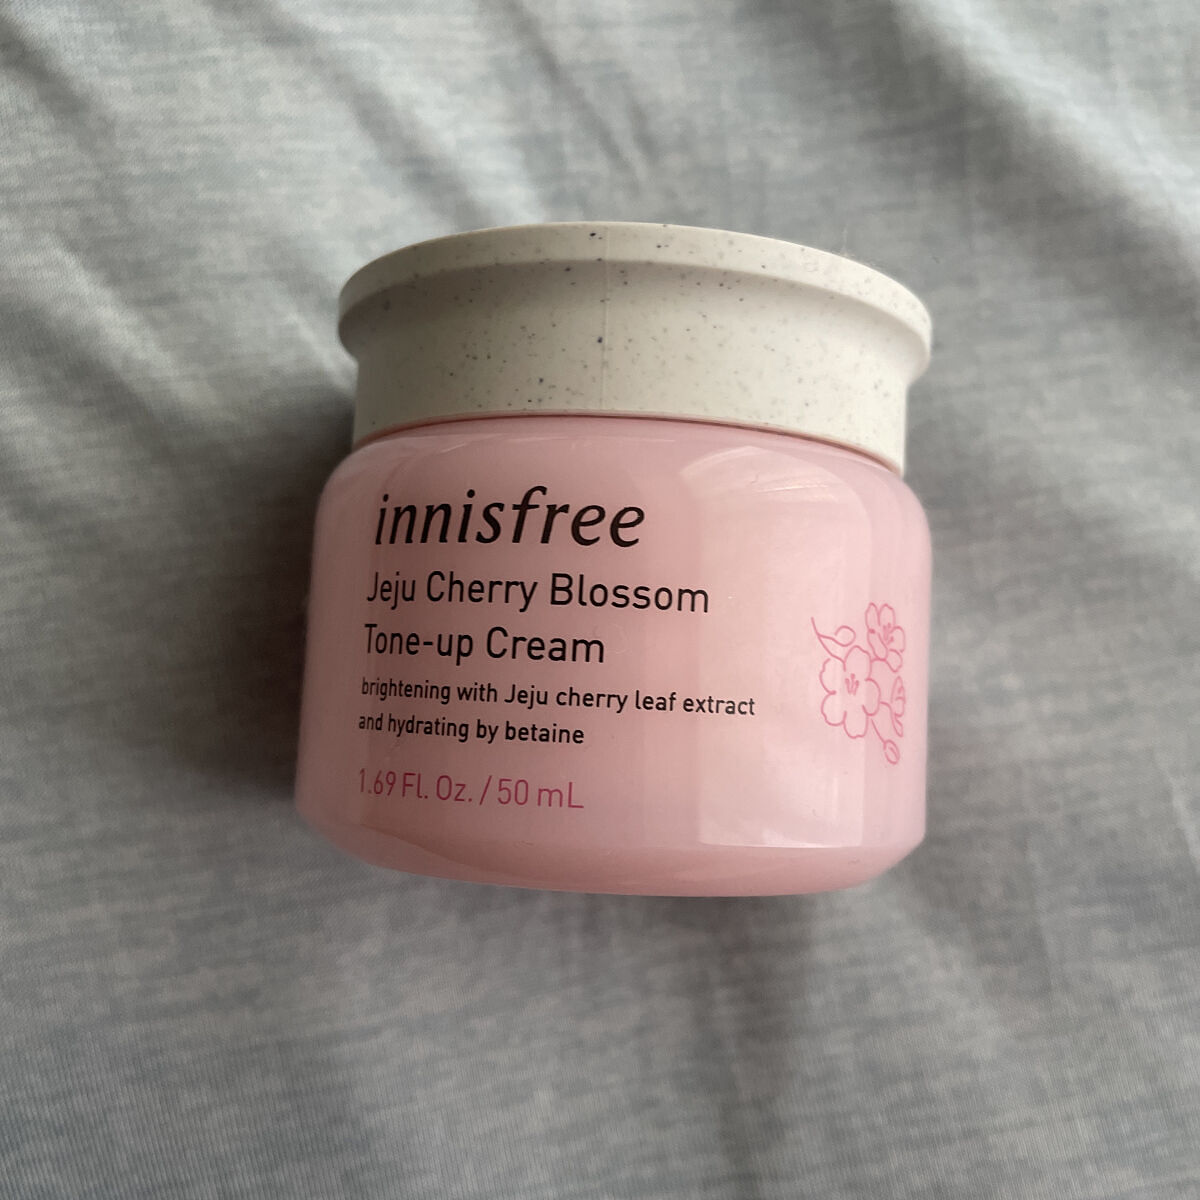 innisfree
Jeju Cherry Blossom
Tone-up Cream
brightening with Jeju cherry leaf extract
and hydrating by betaine
1.69 Fl. Oz. / 50 mL